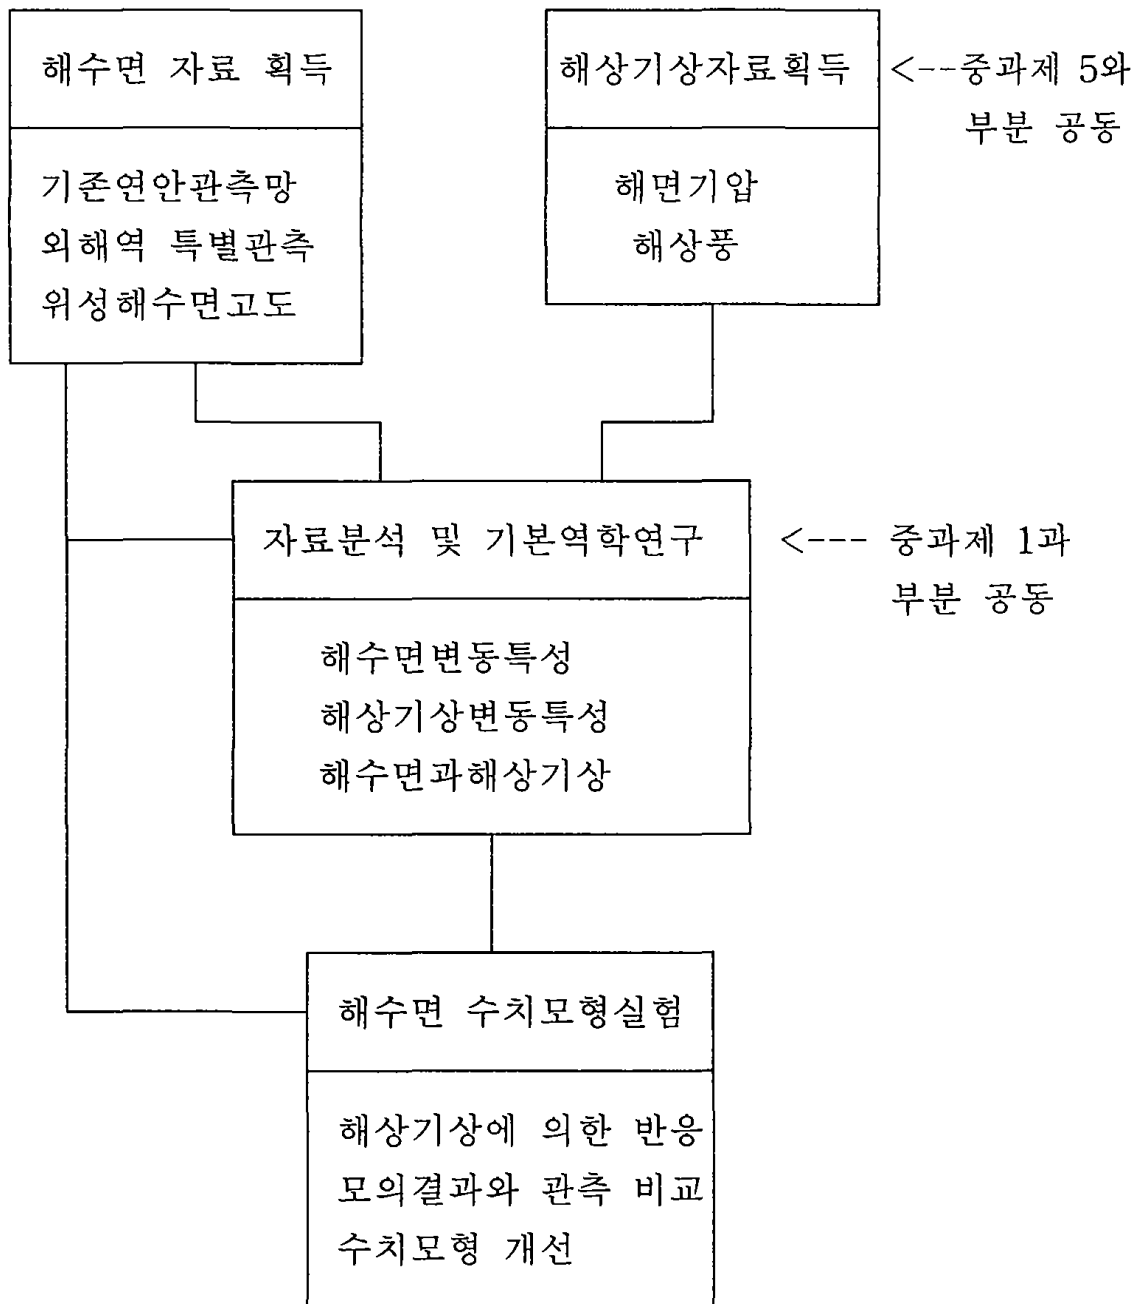 해수면 자료 획득
기존연안관측망
외해역 특별관측
위성해수면고도
해상기상자료획득
<--중과제 5와
부분 공동
해면기압
해상풍
자료분석 및 기본역학연구
<--- 중과제 1과
부분 공동
해수면변동특성
해상기상변동특성
해수면과해상기상
해수면 수치모형실험
해상기상에 의한 반응
모의결과와 관측 비교
수치모형 개선